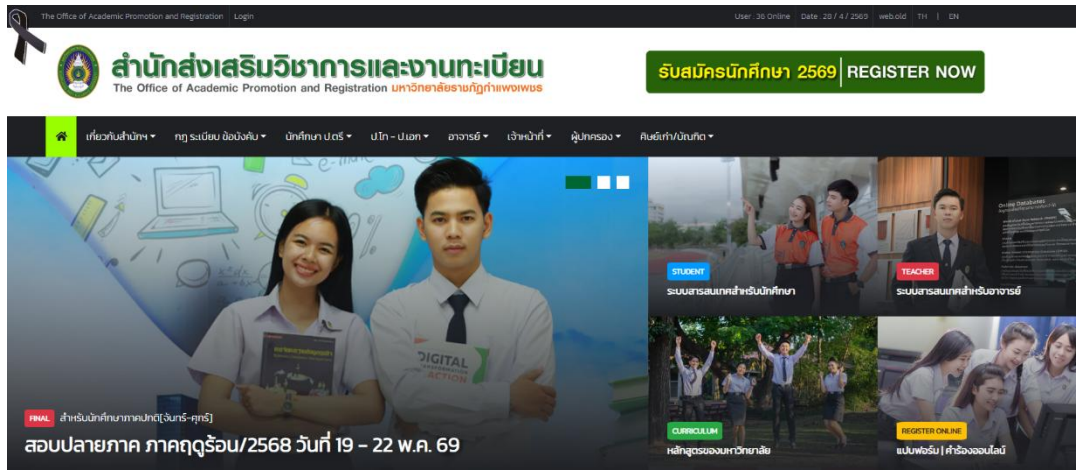 The Office of Academic Promotion and Registration Login
User : 36 Online Date : 28 / 4 / 2569 web:old TH | EN
สำนักส่งเสริมวิชาการและงานทะเบียน
The Office of Academic Promotion and Registration มหาวิทยาลัยราชภัฏกำแพงเพชร
รับสมัครนักศึกษา 2569 REGISTER NOW
เกี่ยวกับสำนักฯ กฎ ระเบียบ ข้อบังคับ นักศึกษา ป.ตรี ป.โท - ป.เอก อาจารย์ เจ้าหน้าที่ ผู้ปกครอง ศิษย์เก่า/บัณฑิต
e-mail
DIGITAL
TRANSFORMATION
ACTION
Online Databases
STUDENT
ระบบสารสนเทศสำหรับนักศึกษา
TEACHER
ระบบสารสนเทศสำหรับอาจารย์
FINAL สำหรับนักศึกษาภาคปกติ[จันทร์-ศุกร์]
สอบปลายภาค ภาคฤดูร้อน/2568 วันที่ 19 - 22 พ.ค. 69
CURRICULUM
หลักสูตรของมหาวิทยาลัย
REGISTER ONLINE
แบบฟอร์ม | คำร้องออนไลน์